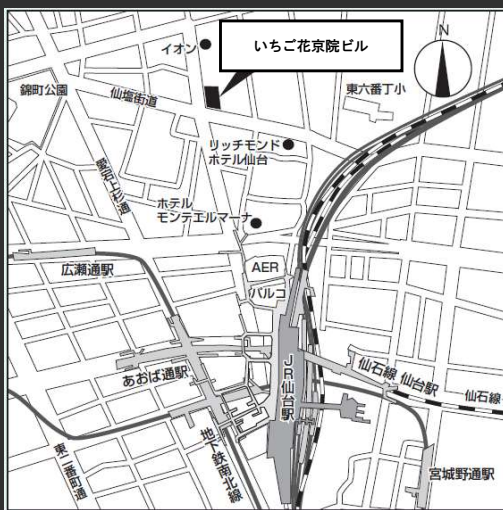 イオン
いちご花京院ビル
N
錦町公園
仙塩街道
東六番丁小
リッチモンド
ホテル仙台
愛宕上杉通
ホテル
モンテエルマーナ
広瀬通駅
AER
パルコ
あおば通駅
JR仙台駅
仙石線 仙台駅
仙石線
東二番町通
地下鉄南北線
宮城野通駅